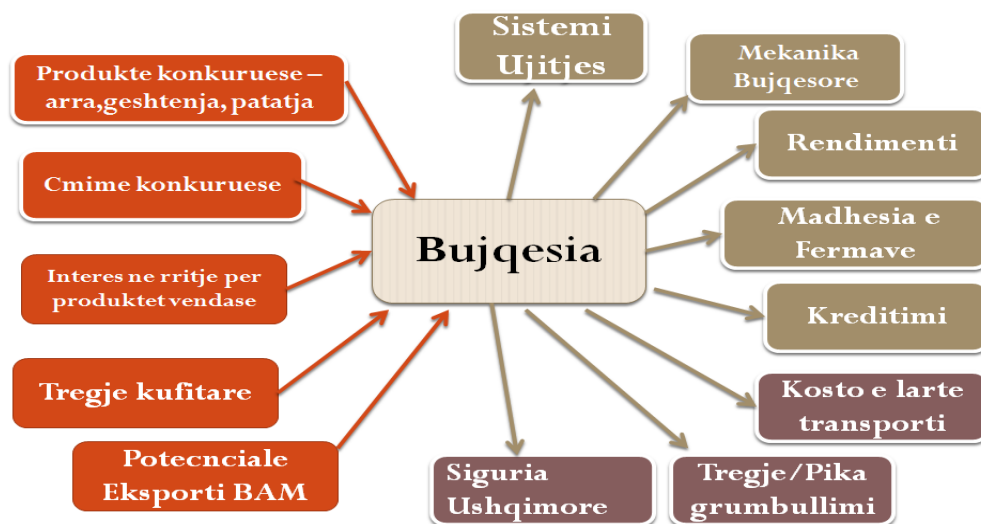 Produkte konkuruese –
arra,geshtenja, patatja
Cmime konkuruese
Interes ne rritje per
produktet vendase
Tregje kufitare
Potecnciale
Eksporti BAM
Bujqesia
Sistemi
Ujitjes
Mekanika
Bujqesore
Rendimenti
Madhesia e
Fermave
Kreditimi
Kosto e larte
transporti
Tregje/Pika
grumbullimi
Siguria
Ushqimore